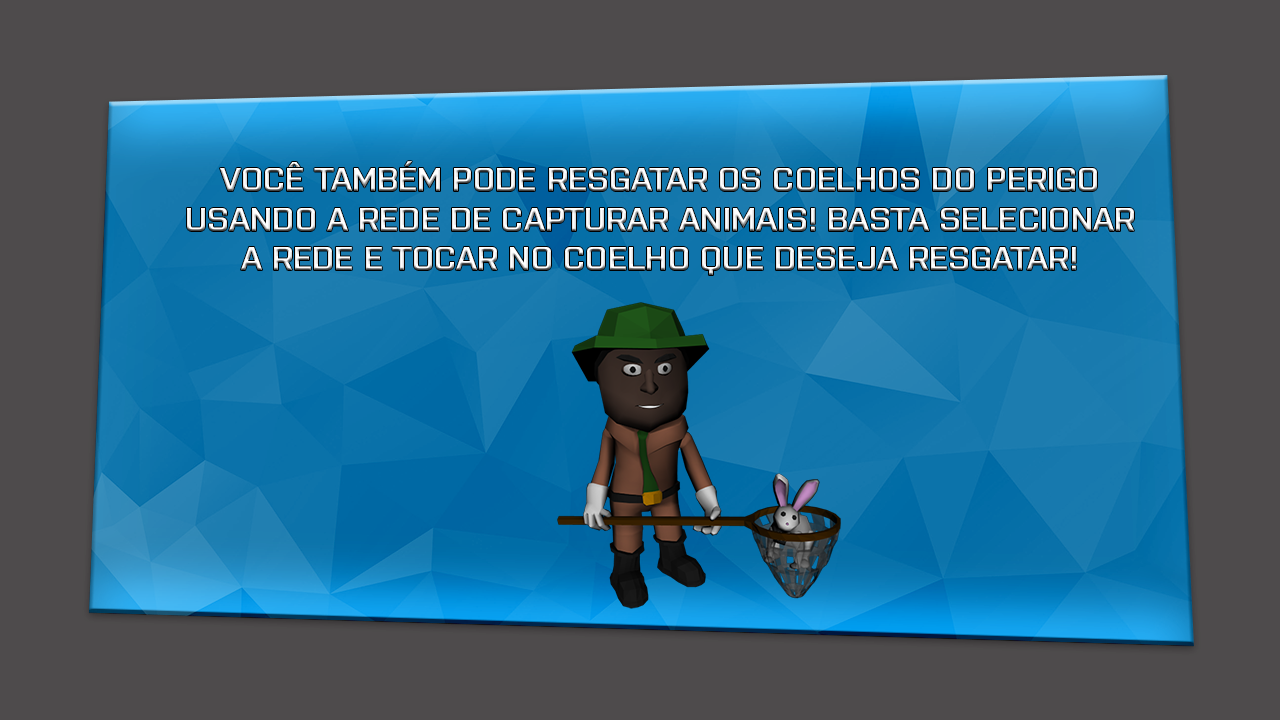 VOCÊ TAMBÉM PODE RESGATAR OS COELHOS DO PERIGO
USANDO A REDE DE CAPTURAR ANIMAIS! BASTA SELECIONAR
A REDE E TOCAR NO COELHO QUE DESEJA RESGATAR!